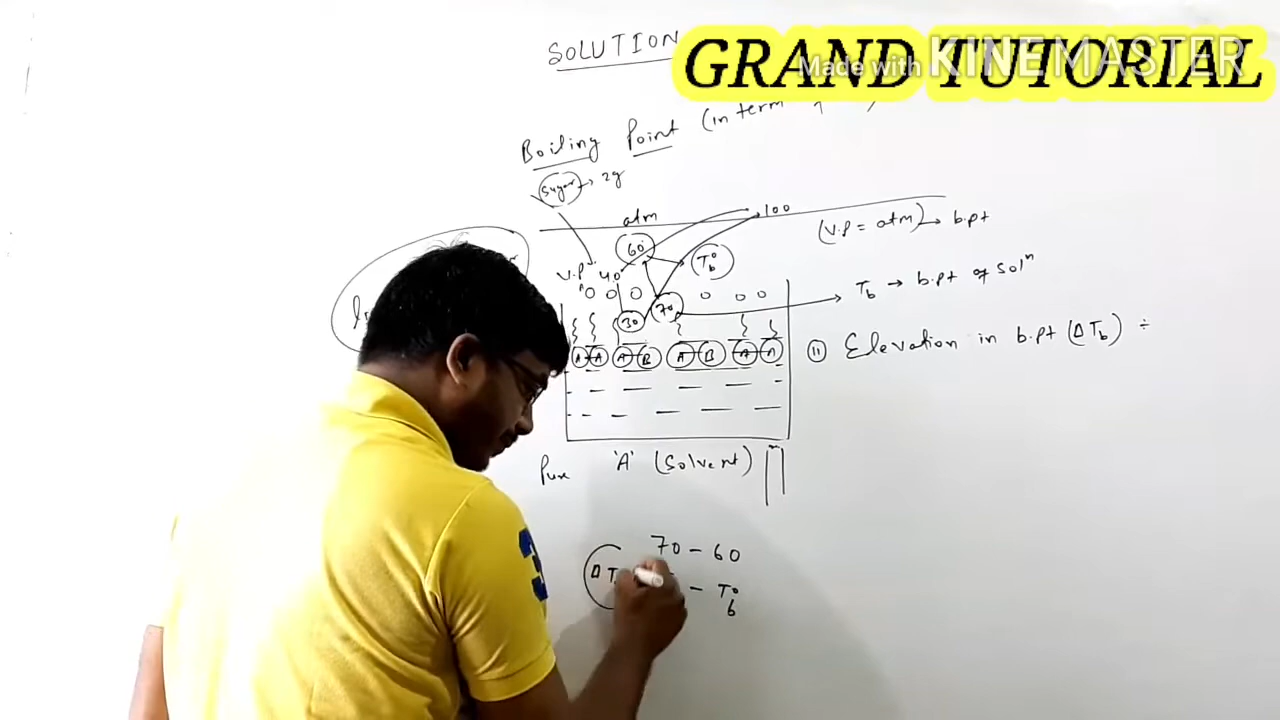 SOLUTION
GRAND TUTORIAL
Made with KINEMASTER
Boiling Point (in term
Sugar → 2g
atm
100
(V.P = atm) → b.pt
60
T°b
V.P
40
Tb → b.pt of solⁿ
30
70
(ii) Elevation in b.pt (ΔTb) ÷
A A A B A B A A
Pure 'A' (Solvent)
70 - 60
ΔT
- T°b
3